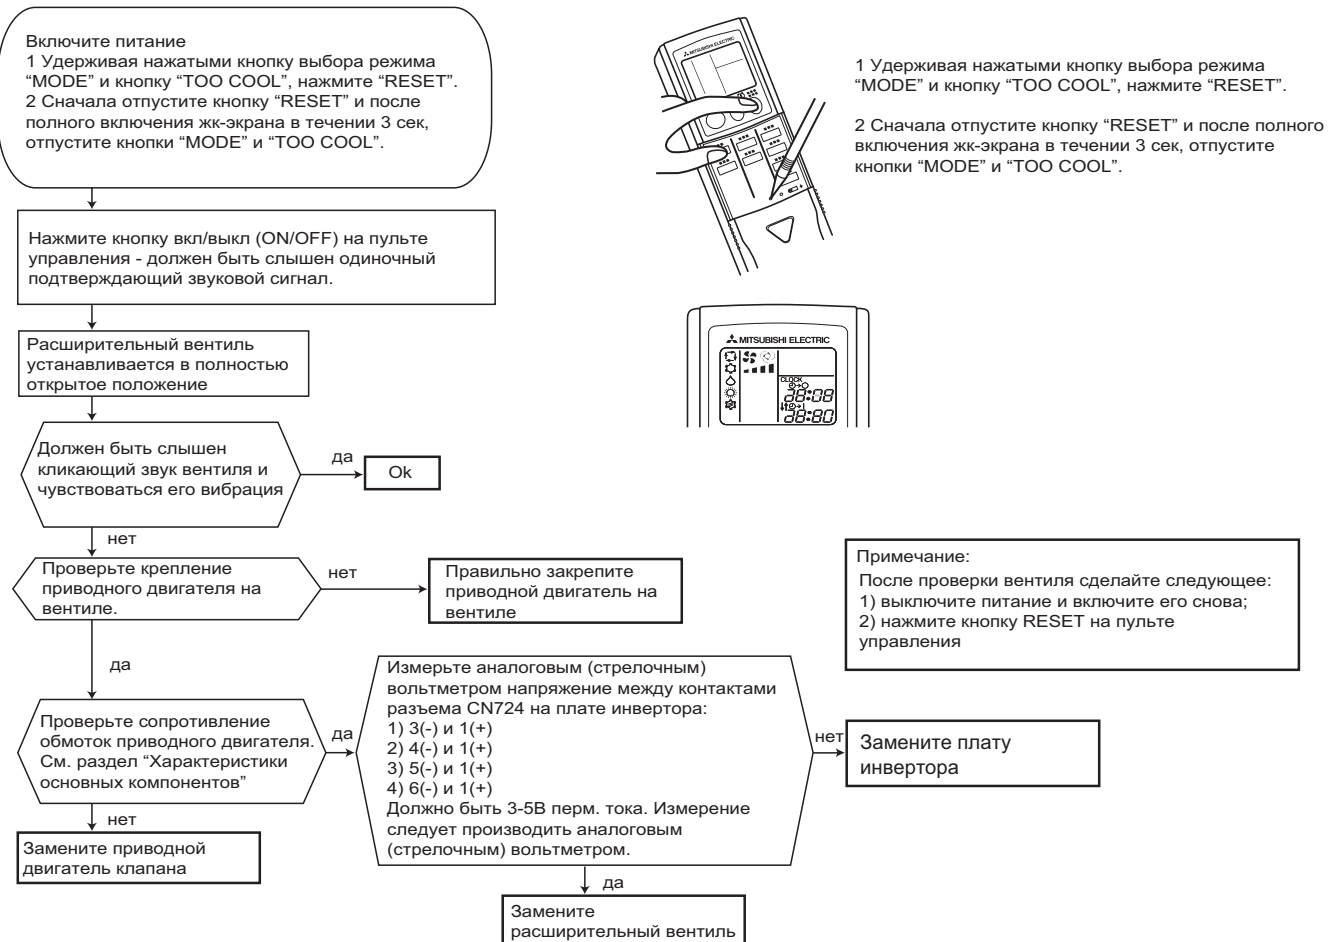 Включите питание
1 Удерживая нажатыми кнопку выбора режима
“MODE” и кнопку “TOO COOL”, нажмите “RESET”.
2 Сначала отпустите кнопку “RESET” и после
полного включения жк-экрана в течении 3 сек,
отпустите кнопки “MODE” и “TOO COOL”.
MITSUBISHI ELECTRIC
1 Удерживая нажатыми кнопку выбора режима
“MODE” и кнопку “TOO COOL”, нажмите “RESET”.
2 Сначала отпустите кнопку “RESET” и после полного
включения жк-экрана в течении 3 сек, отпустите
кнопки “MODE” и “TOO COOL”.
Нажмите кнопку вкл/выкл (ON/OFF) на пульте
управления - должен быть слышен одиночный
подтверждающий звуковой сигнал.
Расширительный вентиль
устанавливается в полностью
открытое положение
MITSUBISHI ELECTRIC
CLOCK
28:08
28:80
Должен быть слышен
кликающий звук вентиля и
чувствоваться его вибрация
да
Ok
нет
Проверьте крепление
приводного двигателя на
вентиле.
нет
Правильно закрепите
приводной двигатель на
вентиле
Примечание:
После проверки вентиля сделайте следующее:
1) выключите питание и включите его снова;
2) нажмите кнопку RESET на пульте
управления
да
Проверьте сопротивление
обмоток приводного двигателя.
См. раздел “Характеристики
основных компонентов”
да
Измерьте аналоговым (стрелочным)
вольтметром напряжение между контактами
разъема CN724 на плате инвертора:
1) 3(-) и 1(+)
2) 4(-) и 1(+)
3) 5(-) и 1(+)
4) 6(-) и 1(+)
Должно быть 3-5В перм. тока. Измерение
следует производить аналоговым
(стрелочным) вольтметром.
нет
Замените плату
инвертора
нет
Замените приводной
двигатель клапана
да
Замените
расширительный вентиль